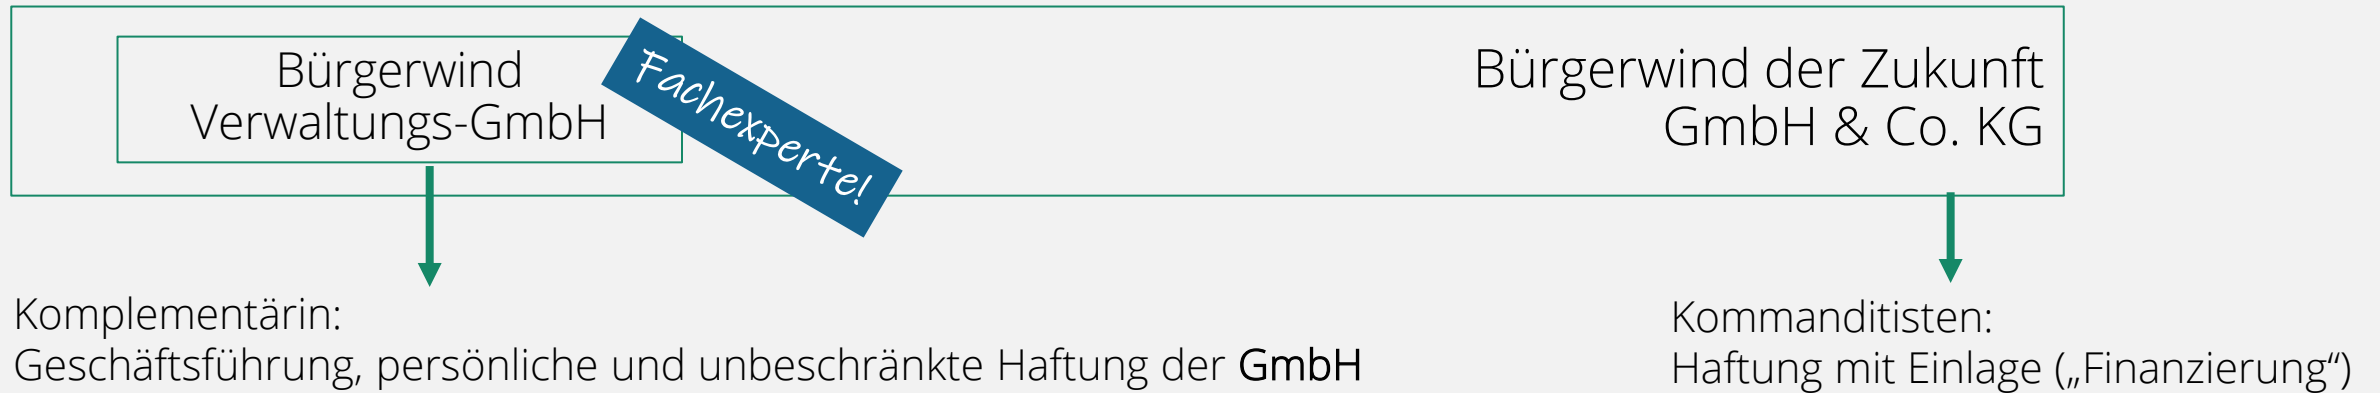 Bürgerwind
Verwaltungs-GmbH
Fachexperte!
Bürgerwind der Zukunft
GmbH & Co. KG
Komplementärin:
Geschäftsführung, persönliche und unbeschränkte Haftung der GmbH
Kommanditisten:
Haftung mit Einlage („Finanzierung“)